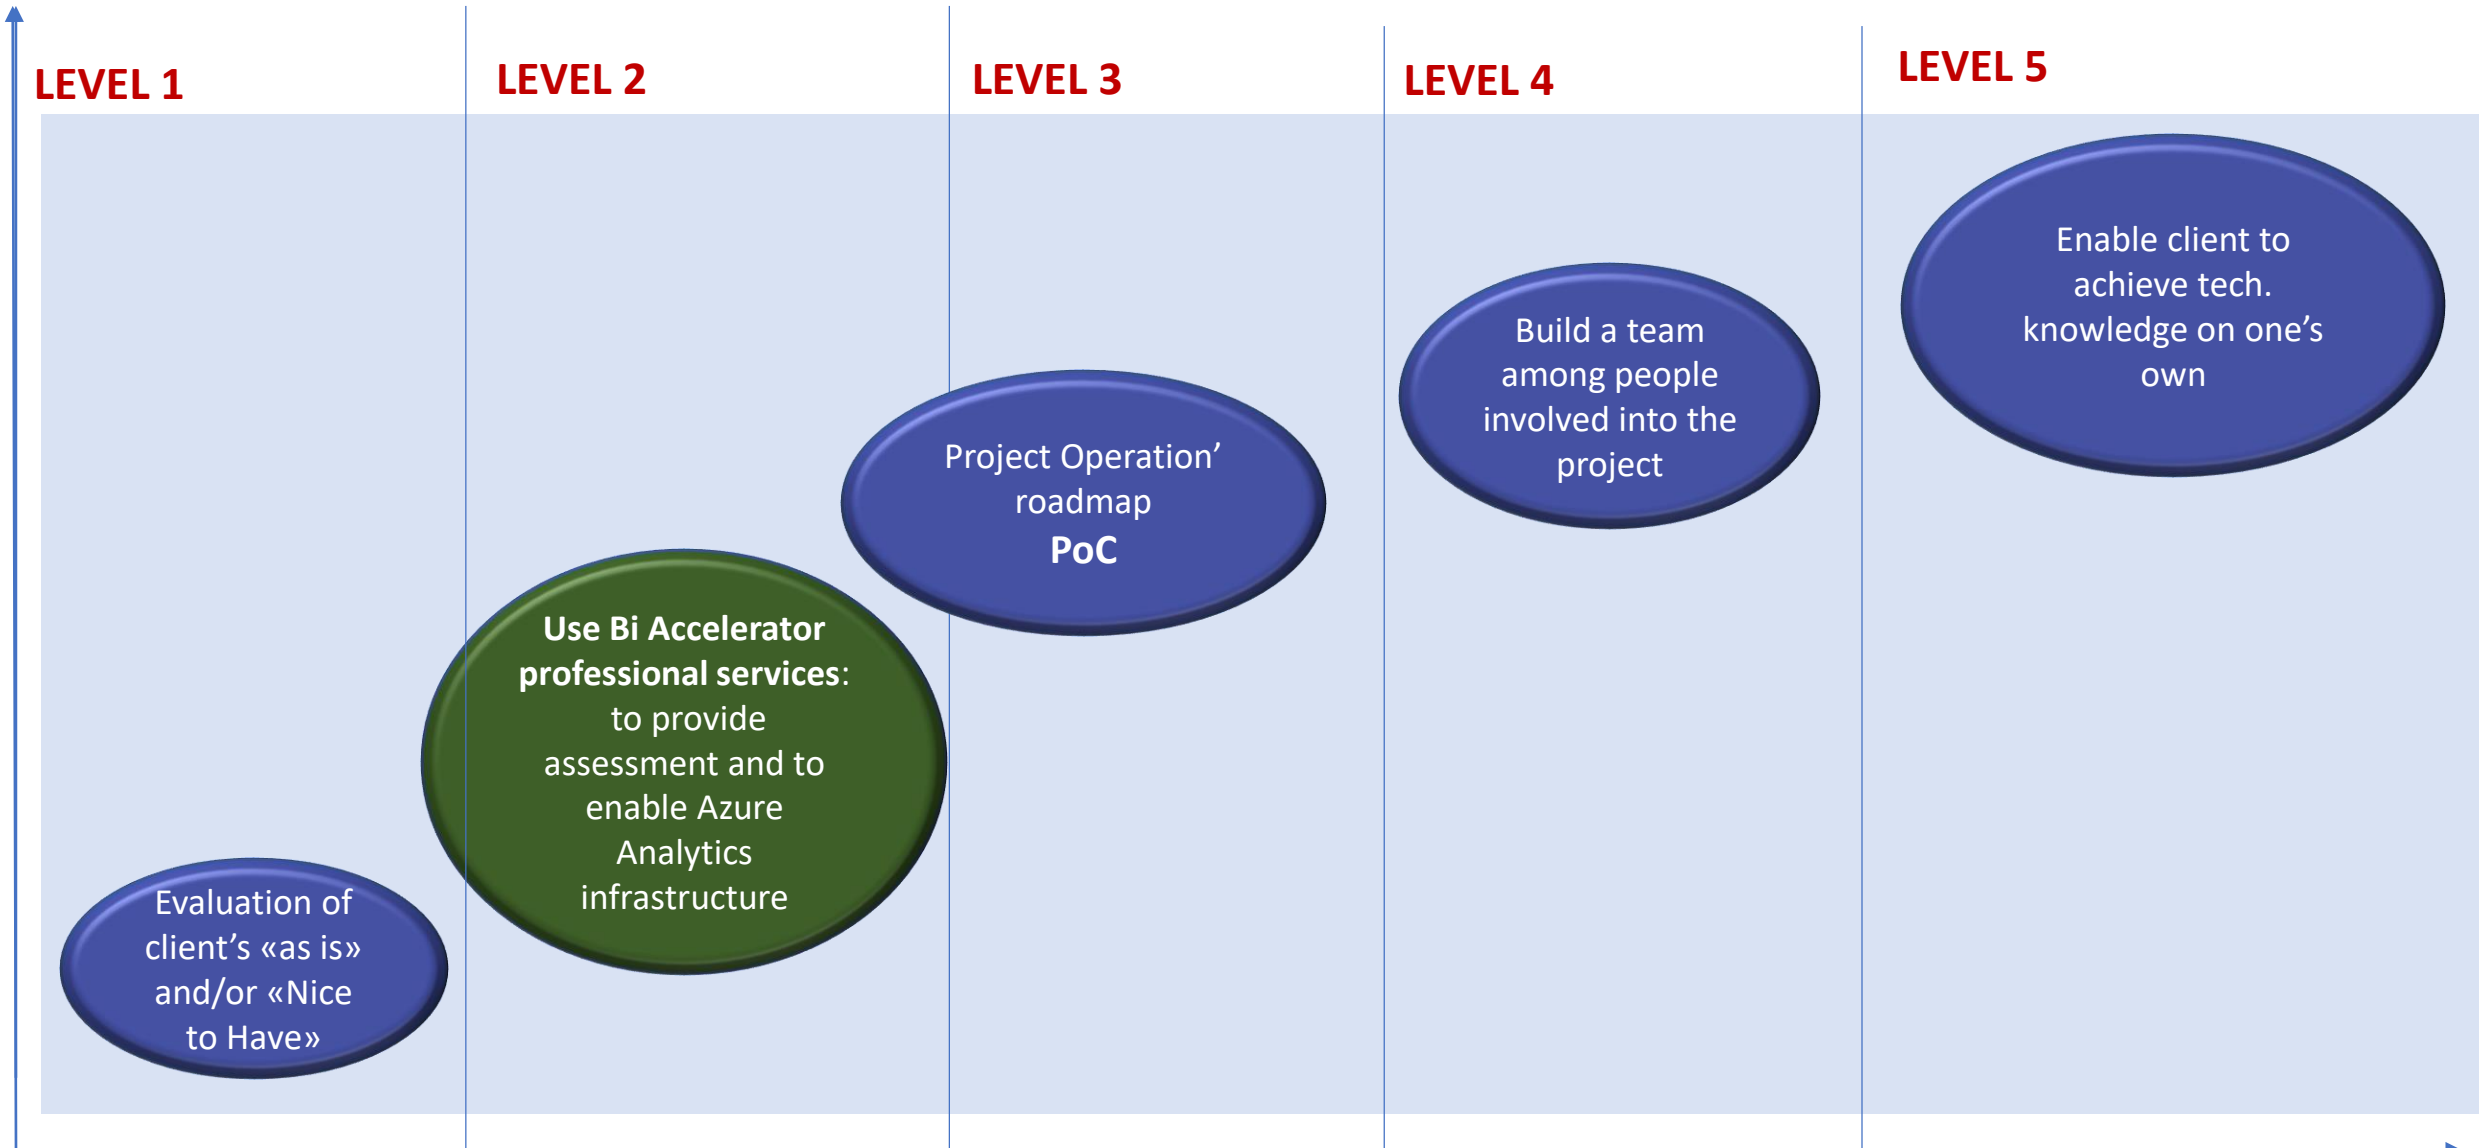 LEVEL 1
LEVEL 2
LEVEL 3
LEVEL 4
LEVEL 5
Evaluation of
client’s «as is»
and/or «Nice
to Have»
Use Bi Accelerator
professional services:
to provide
assessment and to
enable Azure
Analytics
infrastructure
Project Operation’
roadmap
PoC
Build a team
among people
involved into the
project
Enable client to
achieve tech.
knowledge on one’s
own